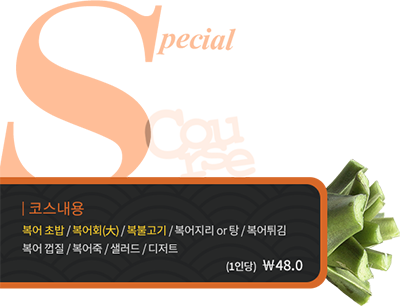 Special
Course
코스내용
복어 초밥 / 복어회(大) / 복불고기 / 복어지리 or 탕 / 복어튀김
복어 껍질 / 복어죽 / 샐러드 / 디저트
(1인당) ₩48.0